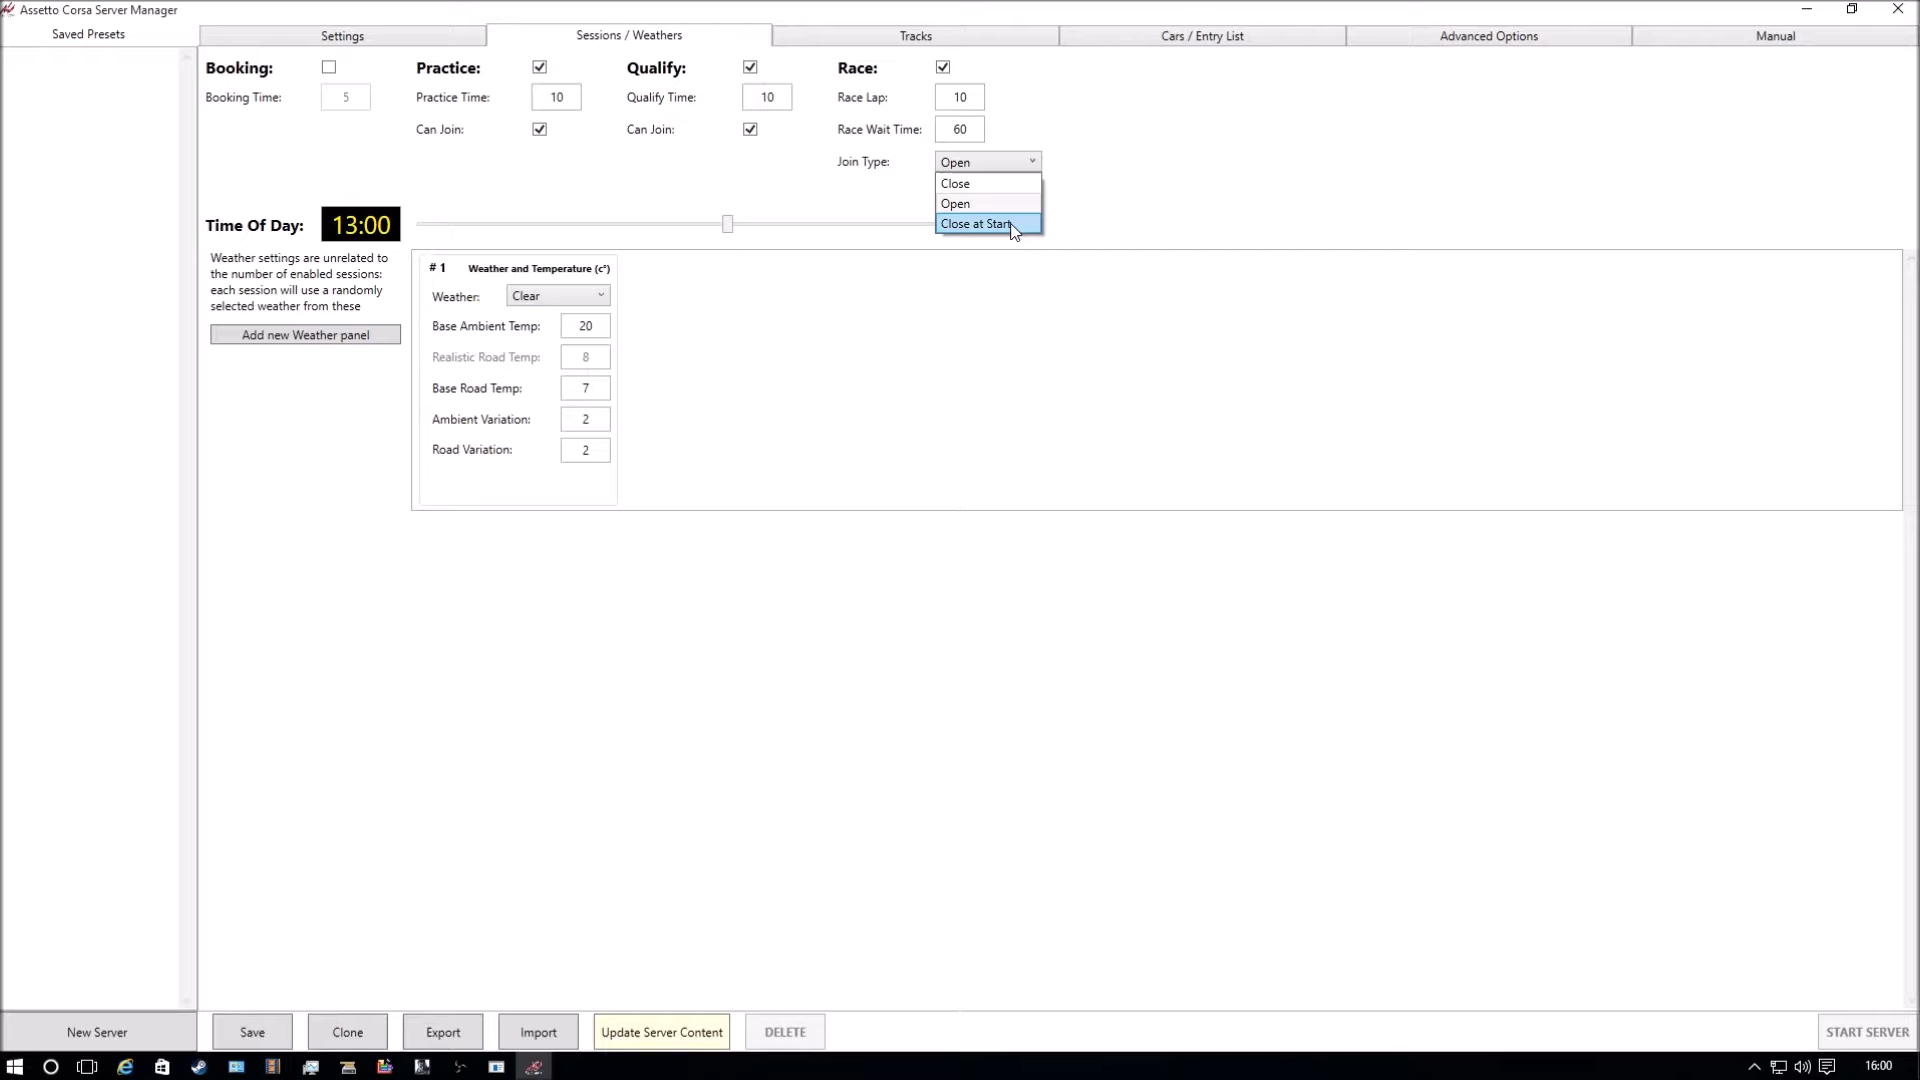 Assetto Corsa Server Manager
Saved Presets
Settings
Sessions / Weathers
Tracks
Cars / Entry List
Advanced Options
Manual
Booking:
Practice:
Qualify:
Race:
Booking Time:
5
Practice Time:
10
Qualify Time:
10
Race Lap:
10
Can Join:
Can Join:
Race Wait Time:
60
Join Type:
Open
Close
Open
Close at Start
Time Of Day:
13:00
Weather settings are unrelated to
the number of enabled sessions:
each session will use a randomly
selected weather from these
Add new Weather panel
# 1
Weather and Temperature (c°)
Weather:
Clear
Base Ambient Temp:
20
Realistic Road Temp:
8
Base Road Temp:
7
Ambient Variation:
2
Road Variation:
2
New Server
Save
Clone
Export
Import
Update Server Content
DELETE
START SERVER
16:00